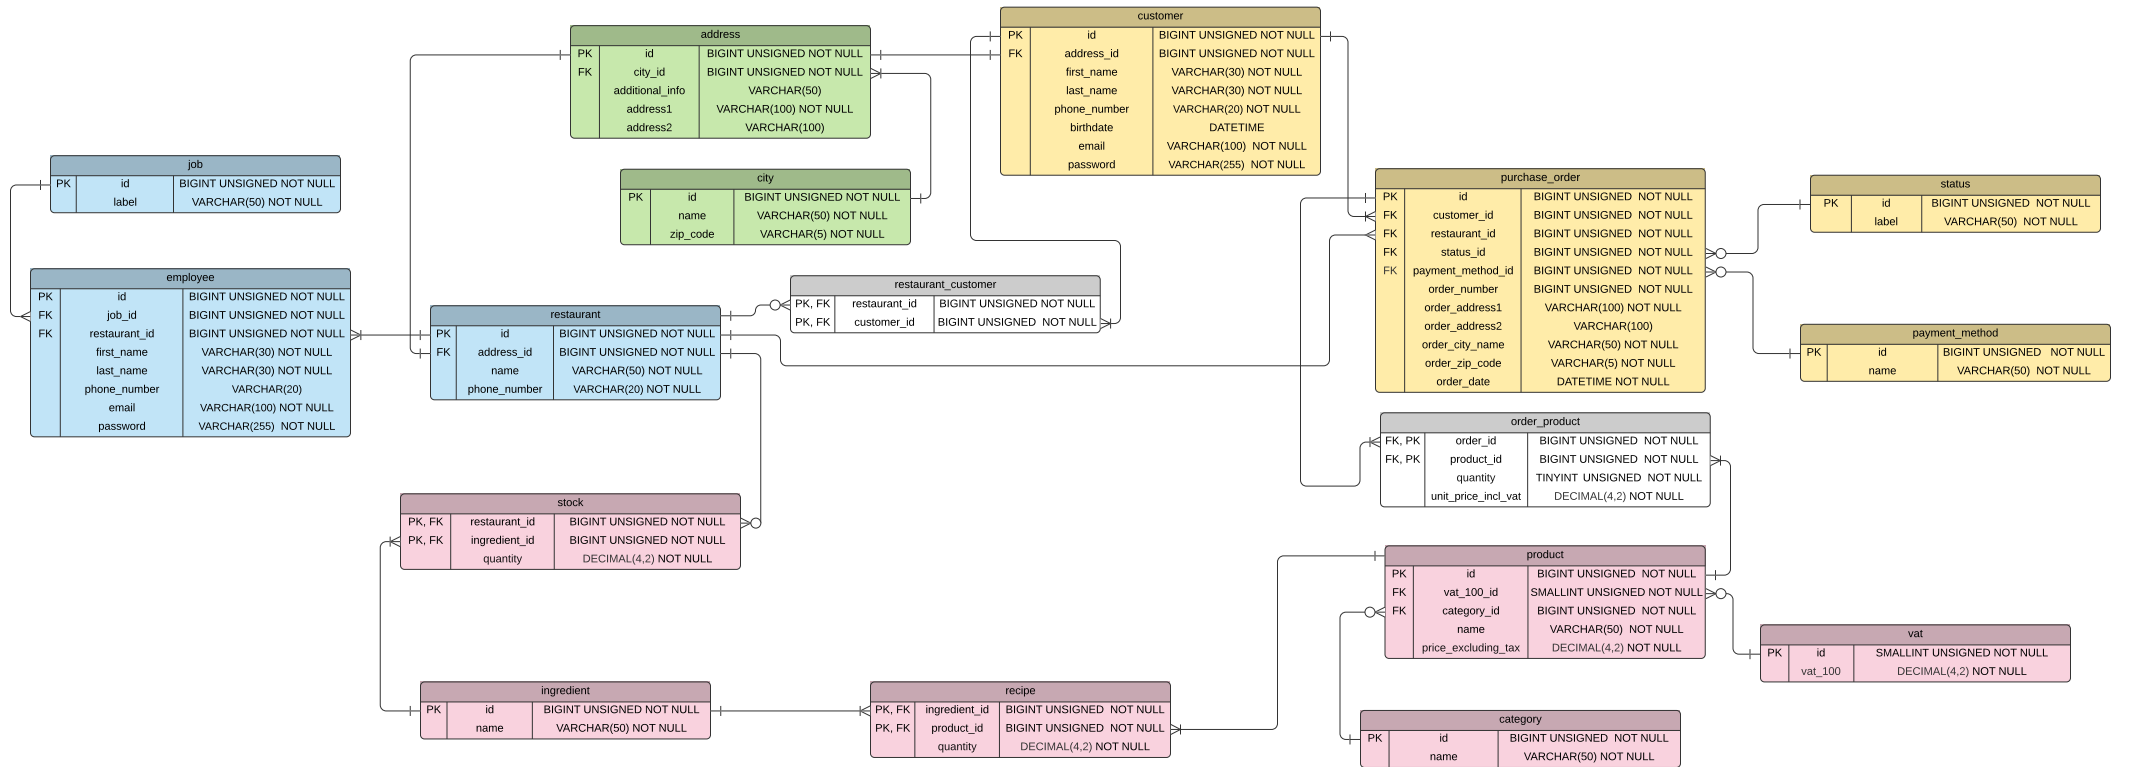 address
PK id BIGINT UNSIGNED NOT NULL
FK city_id BIGINT UNSIGNED NOT NULL
additional_info VARCHAR(50)
address1 VARCHAR(100) NOT NULL
address2 VARCHAR(100)
customer
PK id BIGINT UNSIGNED NOT NULL
FK address_id BIGINT UNSIGNED NOT NULL
first_name VARCHAR(30) NOT NULL
last_name VARCHAR(30) NOT NULL
phone_number VARCHAR(20) NOT NULL
birthdate DATETIME
email VARCHAR(100) NOT NULL
password VARCHAR(255) NOT NULL
job
PK id BIGINT UNSIGNED NOT NULL
label VARCHAR(50) NOT NULL
city
PK id BIGINT UNSIGNED NOT NULL
name VARCHAR(50) NOT NULL
zip_code VARCHAR(5) NOT NULL
purchase_order
PK id BIGINT UNSIGNED NOT NULL
FK customer_id BIGINT UNSIGNED NOT NULL
FK restaurant_id BIGINT UNSIGNED NOT NULL
FK status_id BIGINT UNSIGNED NOT NULL
FK payment_method_id BIGINT UNSIGNED NOT NULL
order_number BIGINT UNSIGNED NOT NULL
order_address1 VARCHAR(100) NOT NULL
order_address2 VARCHAR(100)
order_city_name VARCHAR(50) NOT NULL
order_zip_code VARCHAR(5) NOT NULL
order_date DATETIME NOT NULL
status
PK id BIGINT UNSIGNED NOT NULL
label VARCHAR(50) NOT NULL
employee
PK id BIGINT UNSIGNED NOT NULL
FK job_id BIGINT UNSIGNED NOT NULL
FK restaurant_id BIGINT UNSIGNED NOT NULL
first_name VARCHAR(30) NOT NULL
last_name VARCHAR(30) NOT NULL
phone_number VARCHAR(20)
email VARCHAR(100) NOT NULL
password VARCHAR(255) NOT NULL
restaurant
PK id BIGINT UNSIGNED NOT NULL
FK address_id BIGINT UNSIGNED NOT NULL
name VARCHAR(50) NOT NULL
phone_number VARCHAR(20) NOT NULL
restaurant_customer
PK, FK restaurant_id BIGINT UNSIGNED NOT NULL
PK, FK customer_id BIGINT UNSIGNED NOT NULL
payment_method
PK id BIGINT UNSIGNED NOT NULL
name VARCHAR(50) NOT NULL
order_product
FK, PK order_id BIGINT UNSIGNED NOT NULL
FK, PK product_id BIGINT UNSIGNED NOT NULL
quantity TINYINT UNSIGNED NOT NULL
unit_price_incl_vat DECIMAL(4,2) NOT NULL
stock
PK, FK restaurant_id BIGINT UNSIGNED NOT NULL
PK, FK ingredient_id BIGINT UNSIGNED NOT NULL
quantity DECIMAL(4,2) NOT NULL
product
PK id BIGINT UNSIGNED NOT NULL
FK vat_100_id SMALLINT UNSIGNED NOT NULL
FK category_id BIGINT UNSIGNED NOT NULL
name VARCHAR(50) NOT NULL
price_excluding_tax DECIMAL(4,2) NOT NULL
vat
PK id SMALLINT UNSIGNED NOT NULL
vat_100 DECIMAL(4,2) NOT NULL
ingredient
PK id BIGINT UNSIGNED NOT NULL
name VARCHAR(50) NOT NULL
recipe
PK, FK ingredient_id BIGINT UNSIGNED NOT NULL
PK, FK product_id BIGINT UNSIGNED NOT NULL
quantity DECIMAL(4,2) NOT NULL
category
PK id BIGINT UNSIGNED NOT NULL
name VARCHAR(50) NOT NULL